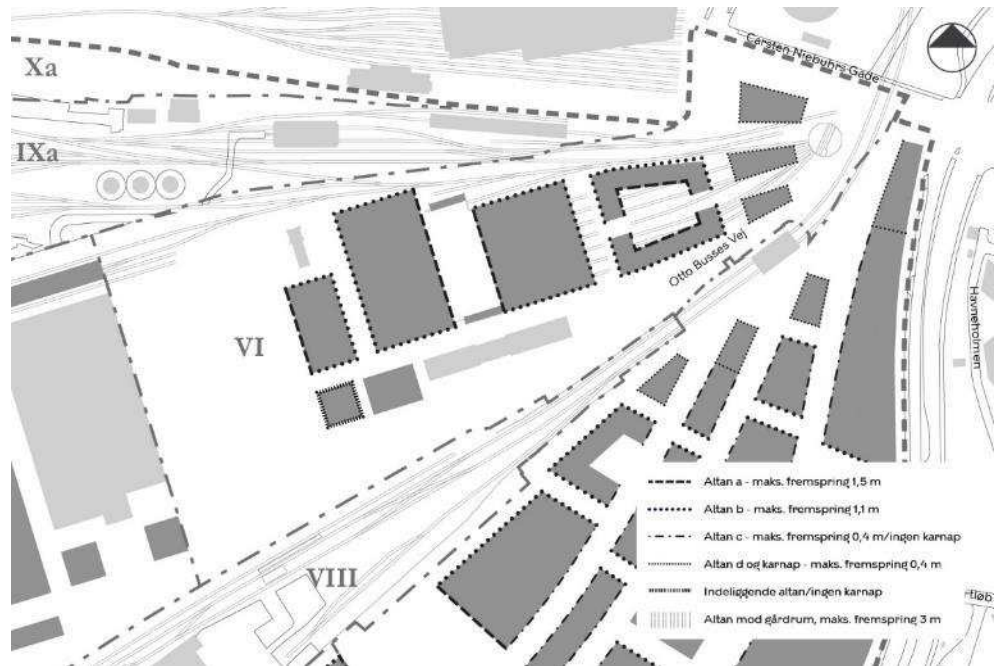 Carsten Niebuhrs Gade
Xa
IXa
Otto Busses Vej
Havneholmen
VI
VIII
Altan a - maks. fremspring 1,5 m
Altan b - maks. fremspring 1,1 m
Altan c - maks. fremspring 0,4 m/ingen karnap
Altan d og karnap - maks. fremspring 0,4 m
Indeliggende altan/ingen karnap
Altan mod gårdrum, maks. fremspring 3 m